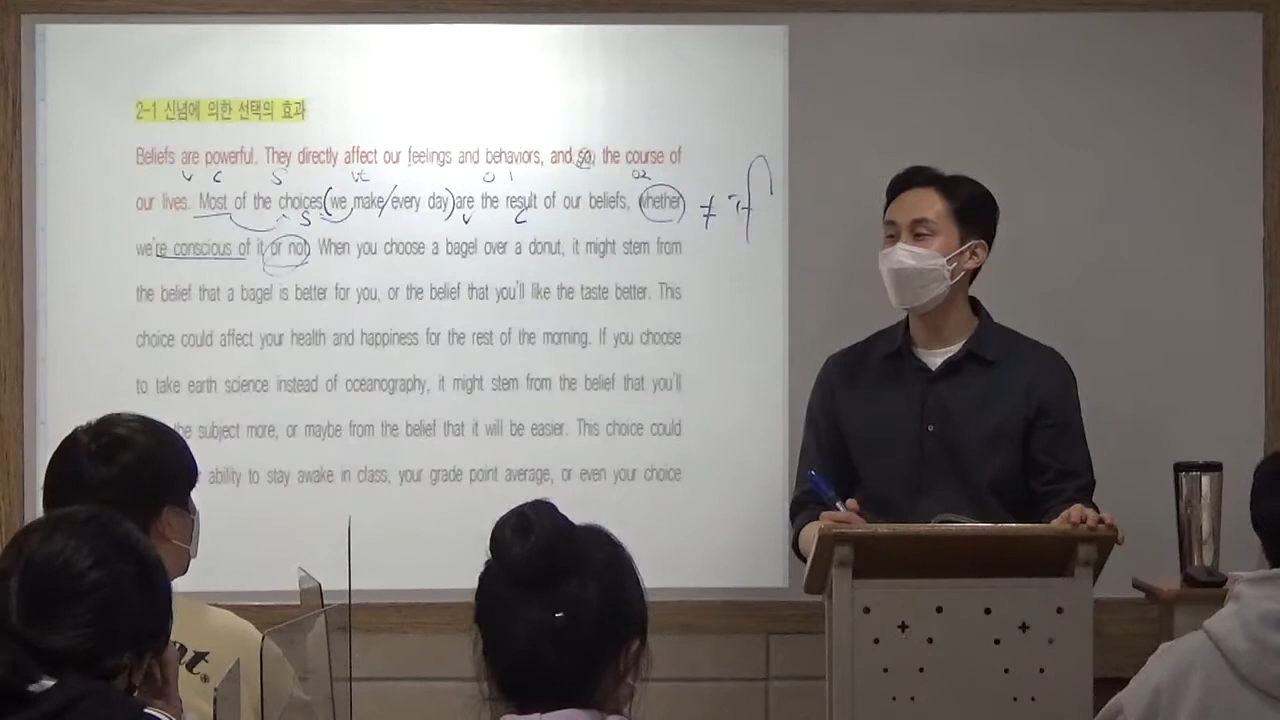 2-1 신념에 의한 선택의 효과
Beliefs are powerful. They directly affect our feelings and behaviors, and so, the course of
our lives. Most of the choices (we make/every day) are the result of our beliefs, whether ≠ if
we're conscious of it or not. When you choose a bagel over a donut, it might stem from
the belief that a bagel is better for you, or the belief that you'll like the taste better. This
choice could affect your health and happiness for the rest of the morning. If you choose
to take earth science instead of oceanography, it might stem from the belief that you'll
the subject more, or maybe from the belief that it will be easier. This choice could
ability to stay awake in class, your grade point average, or even your choice